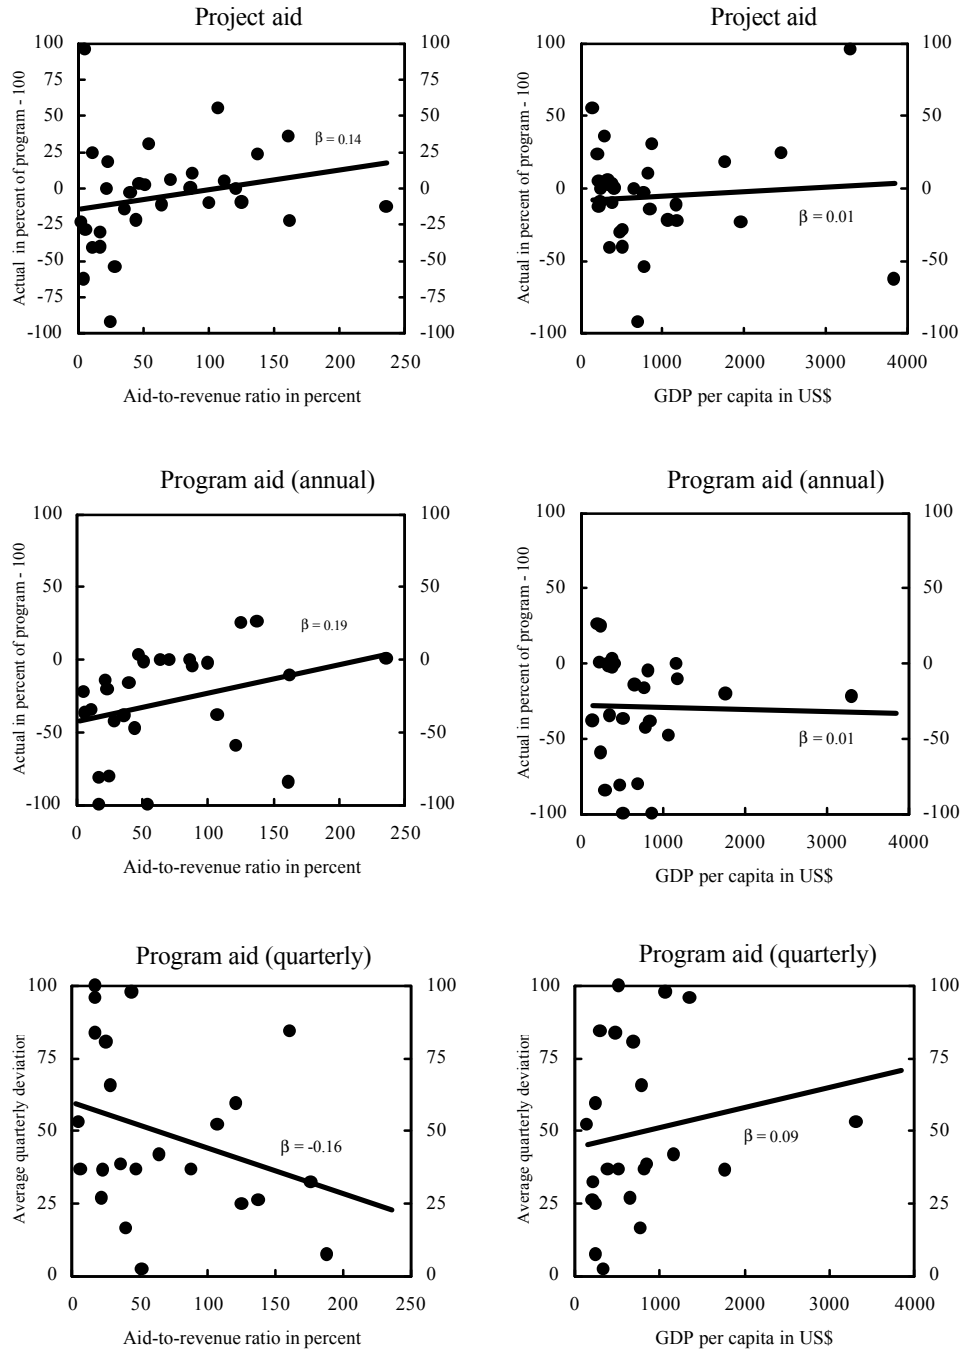 Project aid
100
75
50
25
0
-25
-50
-75
-100
100
75
50
25
0
-25
-50
-75
-100
Actual in percent of program - 100
β = 0.14
0 50 100 150 200 250
Aid-to-revenue ratio in percent
Project aid
100
50
0
-50
-100
100
50
0
-50
-100
Actual in percent of program - 100
β = 0.01
0 1000 2000 3000 4000
GDP per capita in US$
Program aid (annual)
100
50
0
-50
-100
100
50
0
-50
-100
Actual in percent of program - 100
β = 0.19
0 50 100 150 200 250
Aid-to-revenue ratio in percent
Program aid (annual)
100
50
0
-50
-100
100
50
0
-50
-100
Actual in percent of program - 100
β = 0.01
0 1000 2000 3000 4000
GDP per capita in US$
Program aid (quarterly)
100
75
50
25
0
100
75
50
25
0
Average quarterly deviation
β = -0.16
0 50 100 150 200 250
Aid-to-revenue ratio in percent
Program aid (quarterly)
100
75
50
25
0
100
75
50
25
0
Average quarterly deviation
β = 0.09
0 1000 2000 3000 4000
GDP per capita in US$